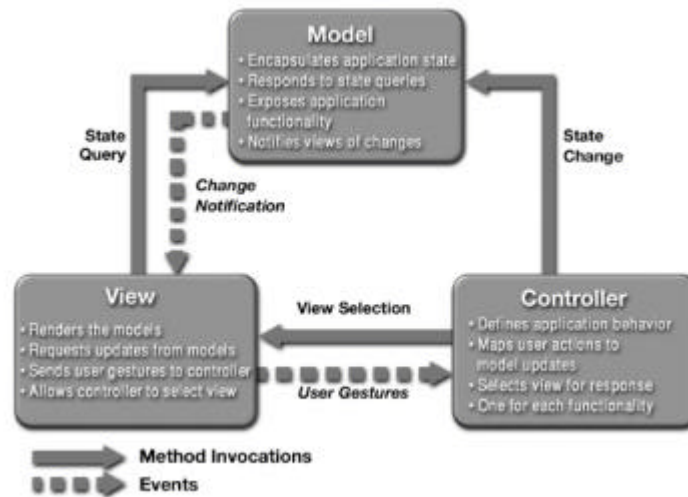 Model
• Encapsulates application state
• Responds to state queries
• Exposes application
functionality
• Notifies views of changes
State
Query
State
Change
Change
Notification
View
• Renders the models
• Requests updates from models
• Sends user gestures to controller
• Allows controller to select view
View Selection
User Gestures
Controller
• Defines application behavior
• Maps user actions to
model updates
• Selects view for response
• One for each functionality
Method Invocations
Events